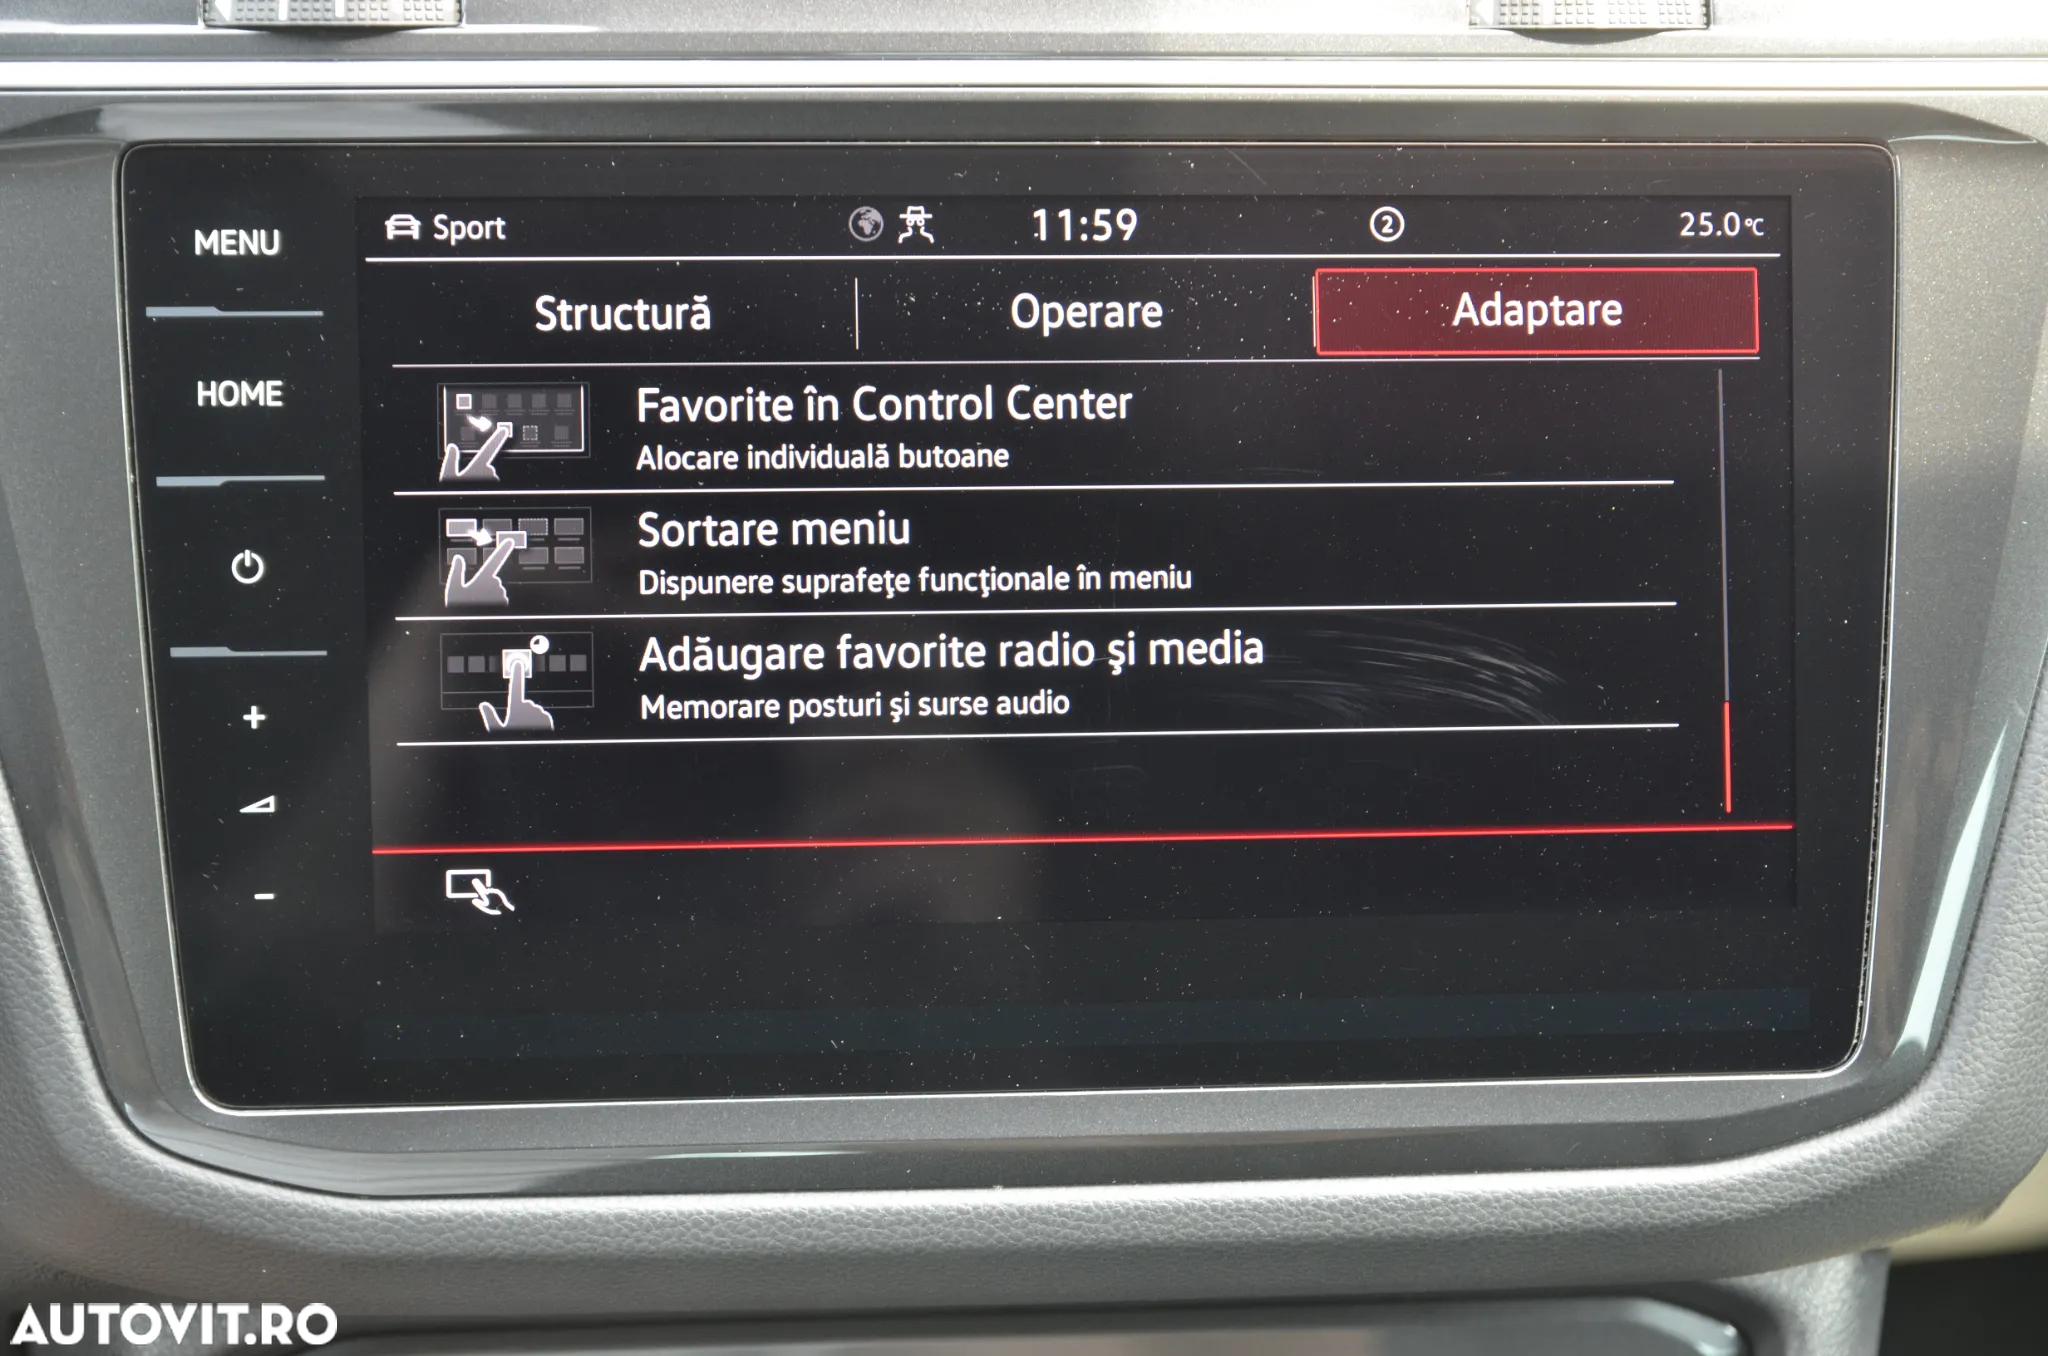 MENU
Sport
11:59
2
25.0°C
Structură
Operare
Adaptare
HOME
Favorite în Control Center
Alocare individuală butoane
Sortare meniu
Dispunere suprafeţe funcţionale în meniu
Adăugare favorite radio şi media
Memorare posturi şi surse audio
+
-
AUTOVIT.RO